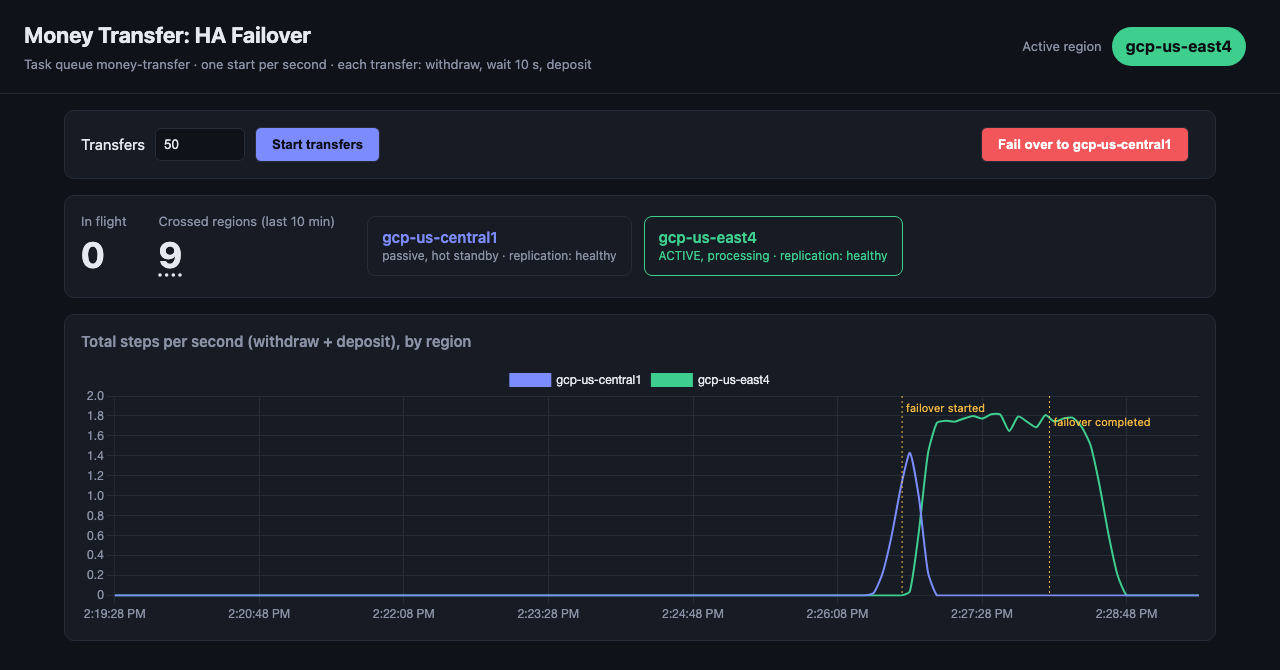 Money Transfer: HA Failover
Task queue money-transfer · one start per second · each transfer: withdraw, wait 10 s, deposit
Active region
gcp-us-east4
Transfers
50
Start transfers
Fail over to gcp-us-central1
In flight
0
Crossed regions (last 10 min)
9
gcp-us-central1
passive, hot standby · replication: healthy
gcp-us-east4
ACTIVE, processing · replication: healthy
Total steps per second (withdraw + deposit), by region
gcp-us-central1
gcp-us-east4
2.0
1.8
1.6
1.4
1.2
1.0
0.8
0.6
0.4
0.2
0
failover started
failover completed
2:19:28 PM
2:20:48 PM
2:22:08 PM
2:23:28 PM
2:24:48 PM
2:26:08 PM
2:27:28 PM
2:28:48 PM